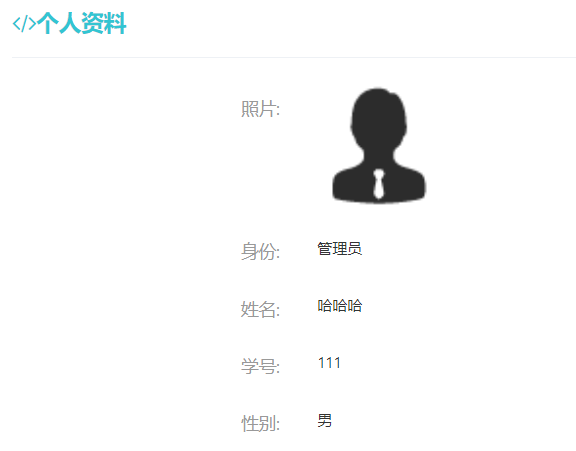 </>个人资料
照片:
身份: 管理员
姓名: 哈哈哈
学号: 111
性别: 男